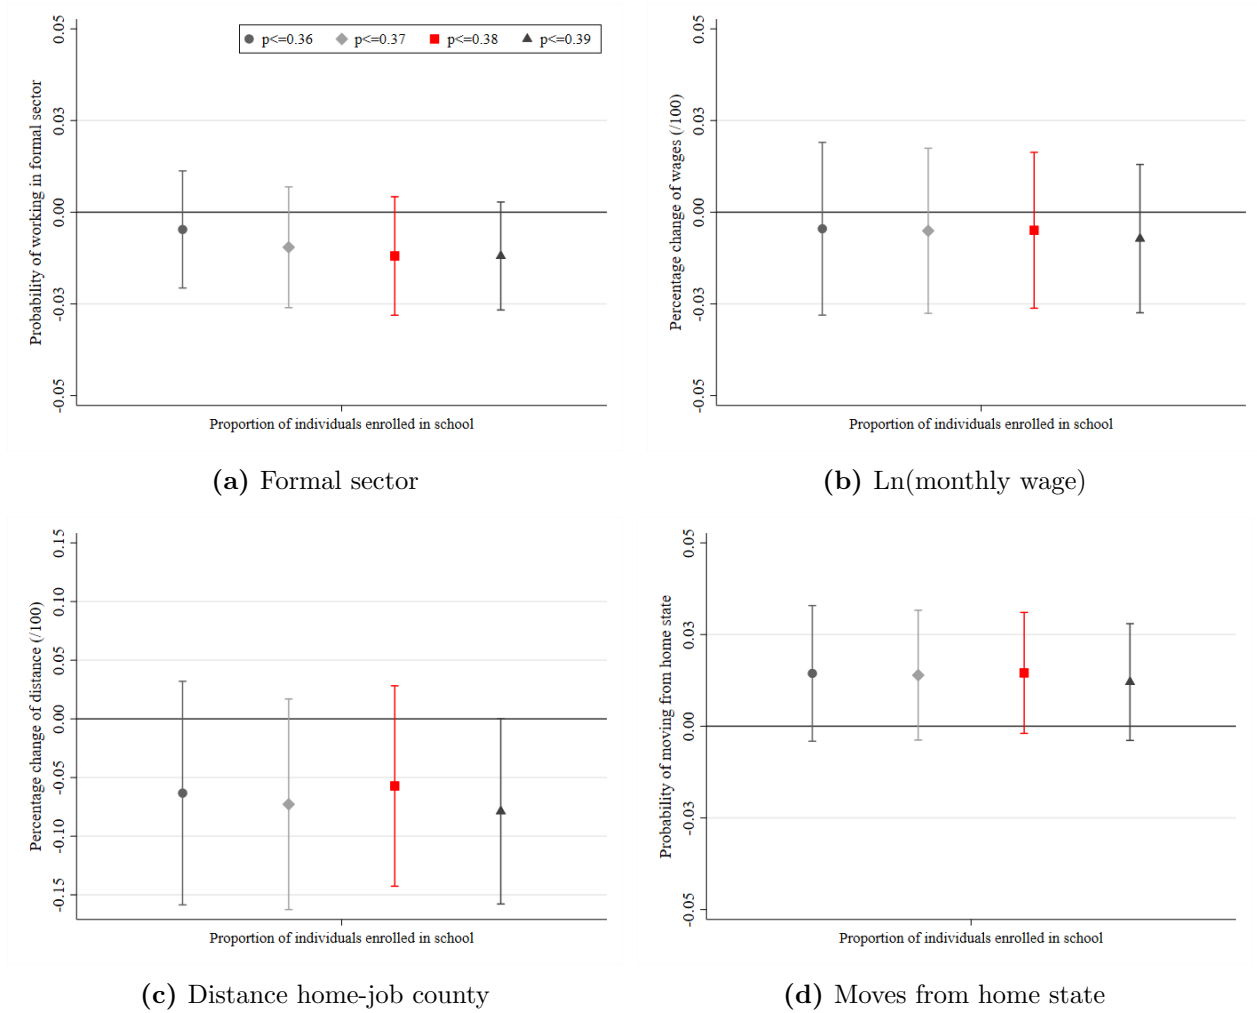 p<=0.36 p<=0.37 p<=0.38 p<=0.39
Probability of working in formal sector
0.05
0.03
0.00
-0.03
-0.05
Proportion of individuals enrolled in school
(a) Formal sector
Percentage change of wages (/100)
0.05
0.03
0.00
-0.03
-0.05
Proportion of individuals enrolled in school
(b) Ln(monthly wage)
Percentage change of distance (/100)
0.15
0.10
0.05
0.00
-0.05
-0.10
-0.15
Proportion of individuals enrolled in school
(c) Distance home-job county
Probability of moving from home state
0.05
0.03
0.00
-0.03
-0.05
Proportion of individuals enrolled in school
(d) Moves from home state